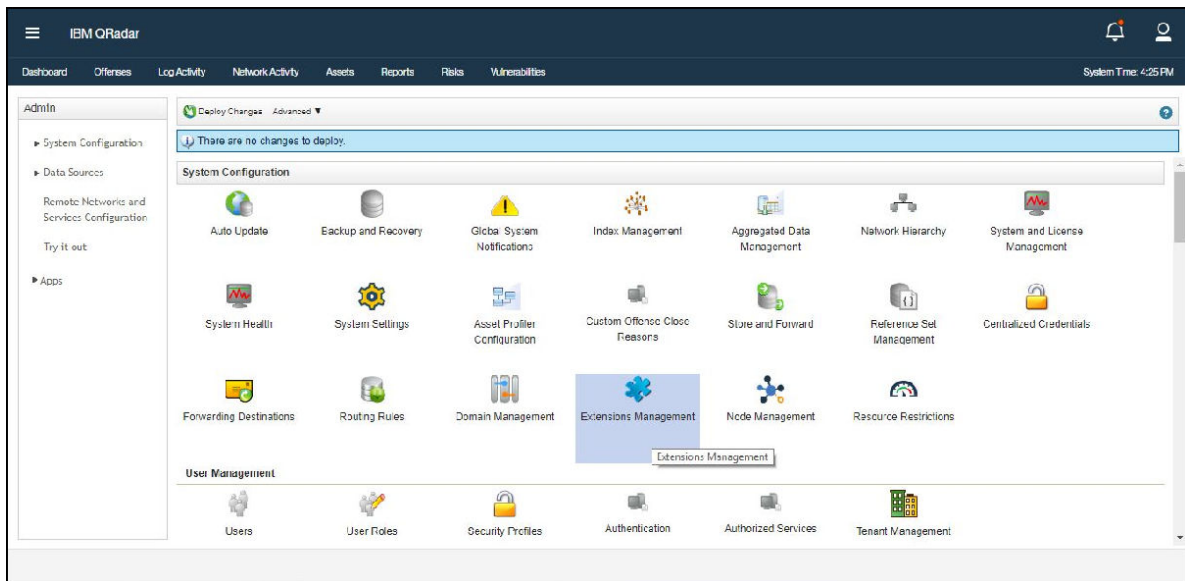 IBM QRadar
Dashboard Offenses Log Activity Network Activity Assets Reports Risks Vulnerabilities System Time: 4:25 PM
Admin
Deploy Changes Advanced ▼
There are no changes to deploy.
System Configuration
Data Sources
Remote Networks and
Services Configuration
Try it out
Apps
System Configuration
Auto Update Backup and Recovery Global System Index Management Aggregated Data Network Hierarchy System and License
Notifications Management Management
System Health System Settings Asset Profiler Custom Offense Close Store and Forward Reference Set Centralized Credentials
Configuration Reasons Management
Forwarding Destinations Routing Rules Domain Management Extensions Management Node Management Resource Restrictions
Extensions Management
User Management
Users User Roles Security Profiles Authentication Authorized Services Tenant Management